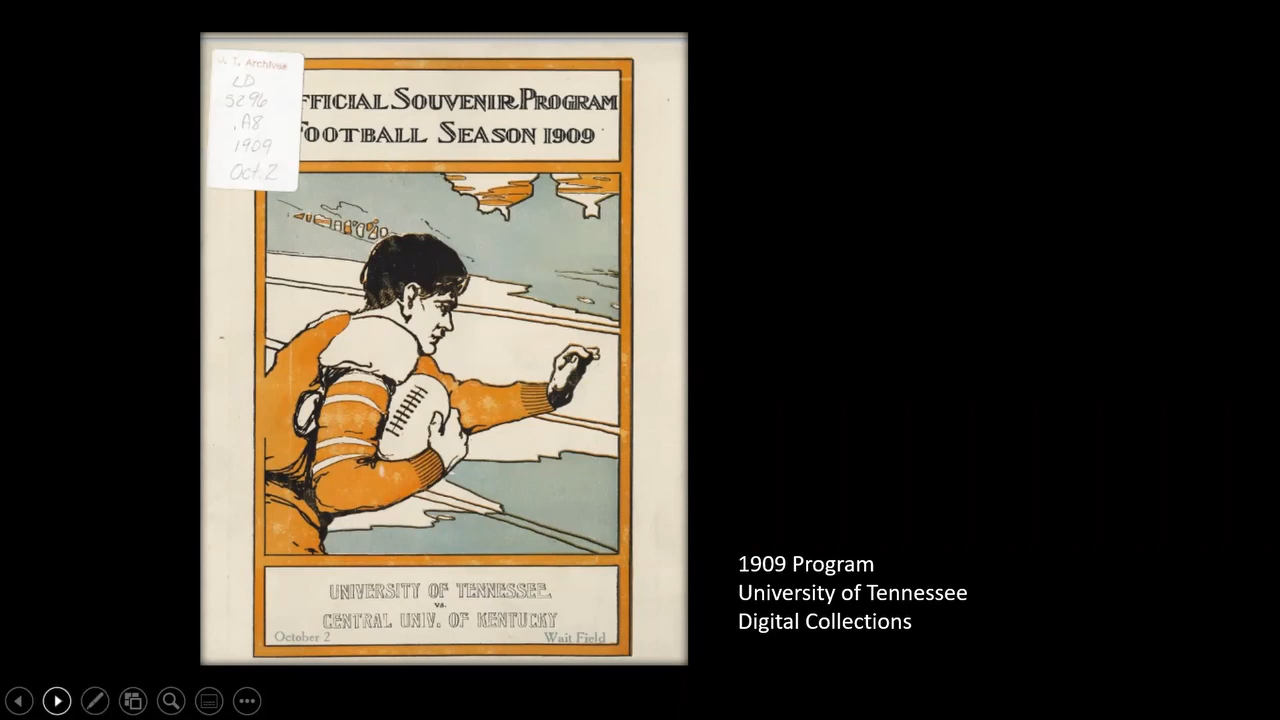 U. T. Archives
LD
5296
.A8
1909
Oct. 2
FFICIAL SOUVENIR PROGRAM
FOOTBALL SEASON 1909
UNIVERSITY OF TENNESSEE.
vs.
CENTRAL UNIV. OF KENTUCKY
October 2 Wait Field
1909 Program
University of Tennessee
Digital Collections